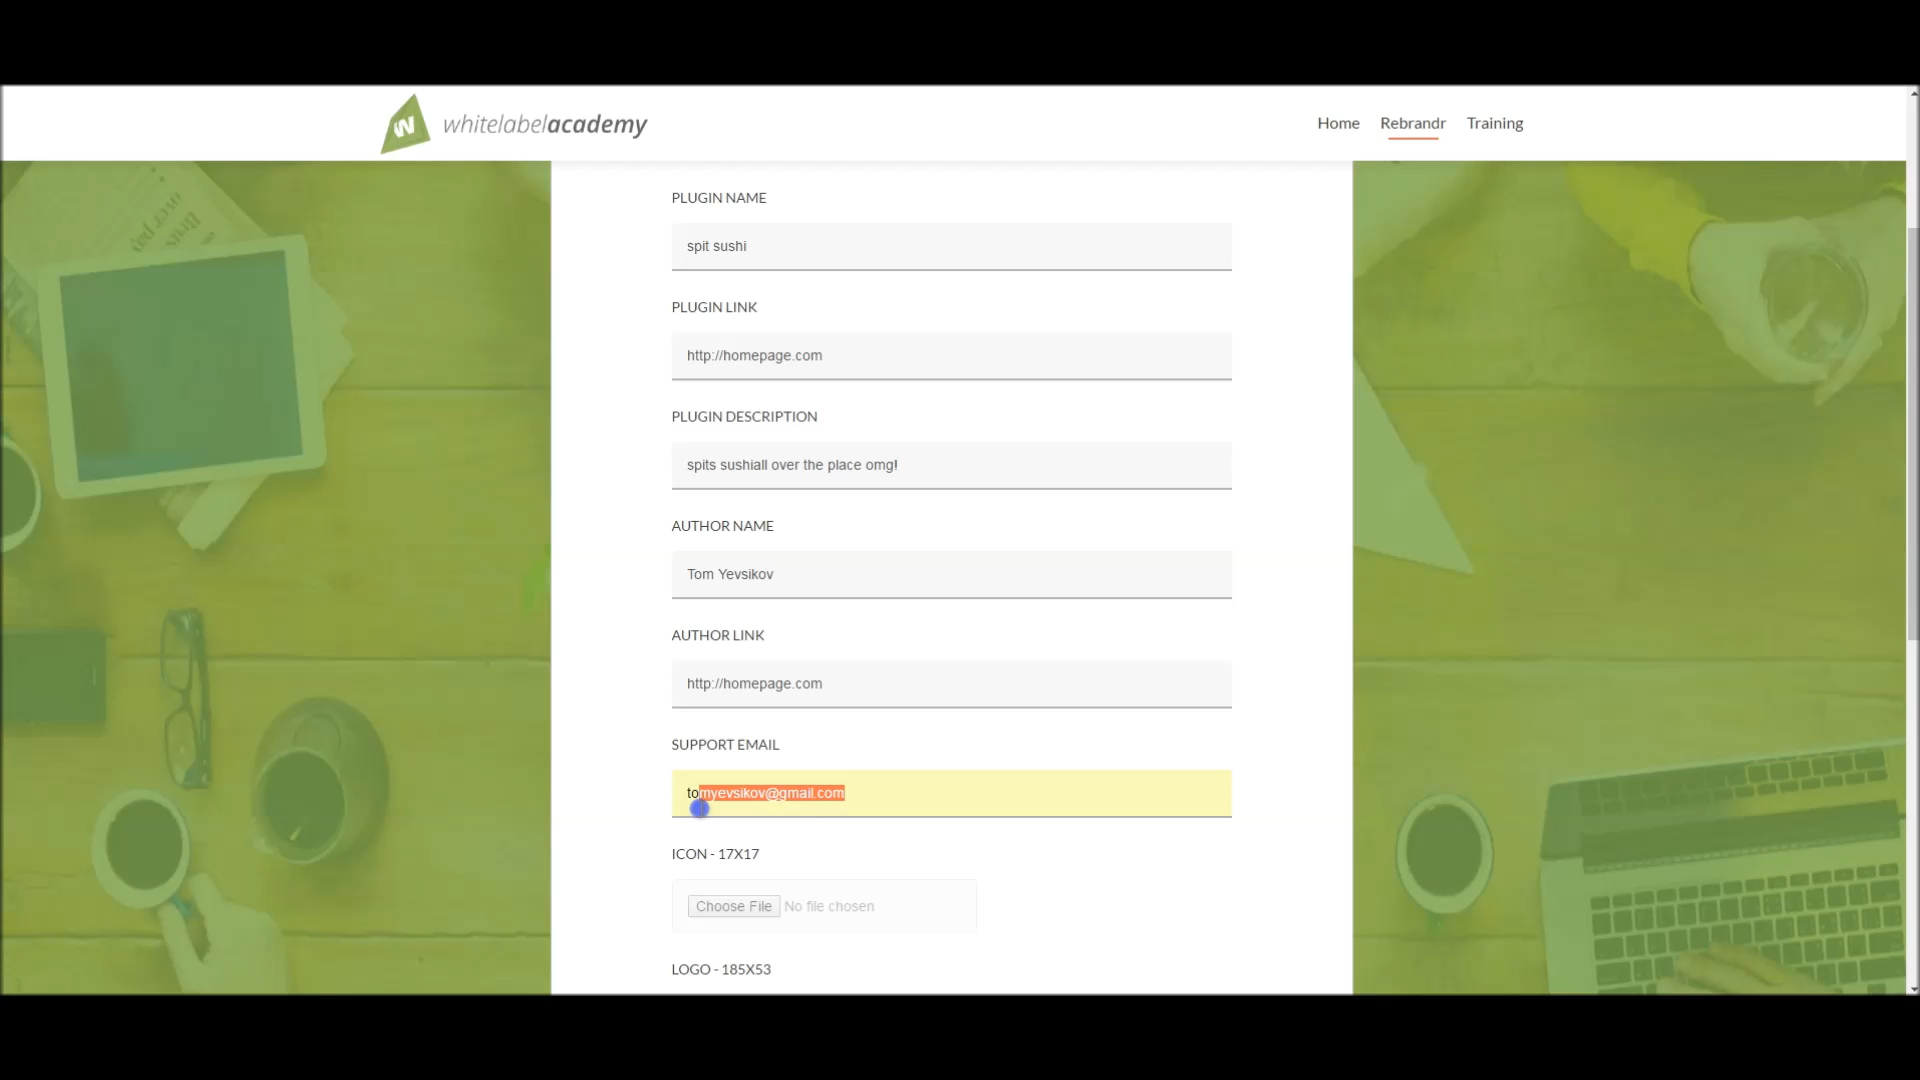 whitelabelacademy
Home Rebrandr Training
PLUGIN NAME
spit sushi
PLUGIN LINK
http://homepage.com
PLUGIN DESCRIPTION
spits sushiall over the place omg!
AUTHOR NAME
Tom Yevsikov
AUTHOR LINK
http://homepage.com
SUPPORT EMAIL
tomyevsikov@gmail.com
ICON - 17X17
Choose File No file chosen
LOGO - 185X53